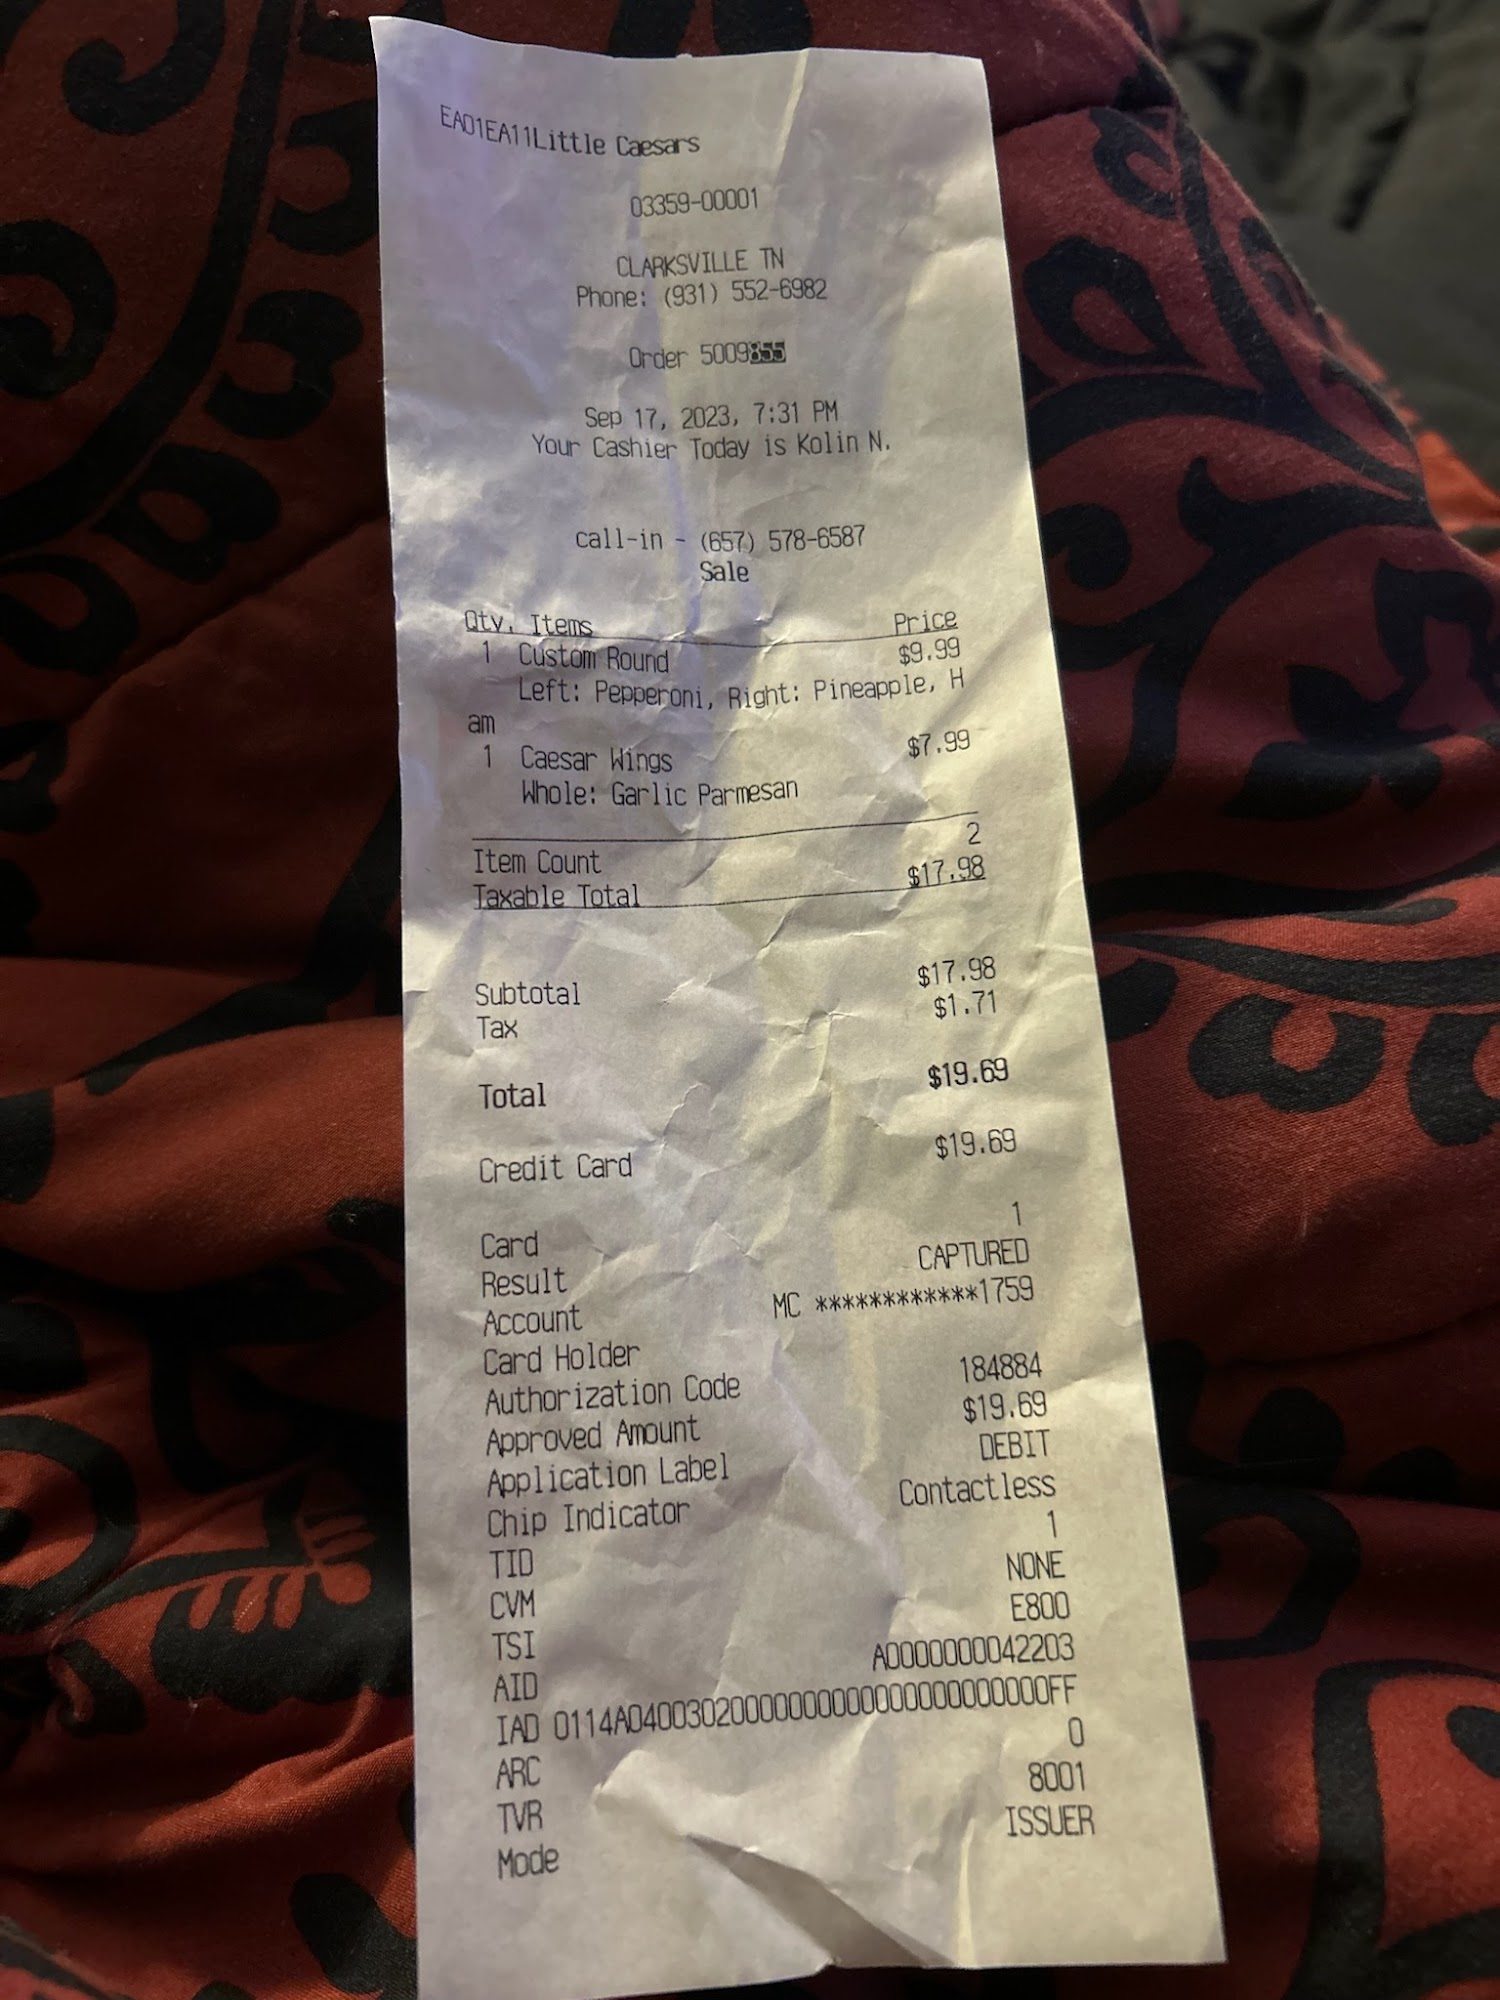 EA01EA11Little Caesars
03359-00001
CLARKSVILLE TN
Phone: (931) 552-6982
Order 5009855
Sep 17, 2023, 7:31 PM
Your Cashier Today is Kolin N.
call-in - (657) 578-6587
Sale
Qty. Items Price
1 Custom Round $9.99
Left: Pepperoni, Right: Pineapple, H
am
1 Caesar Wings $7.99
Whole: Garlic Parmesan
Item Count 2
Taxable Total $17.98
Subtotal $17.98
Tax $1.71
Total $19.69
Credit Card $19.69
Card 1
Result CAPTURED
Account MC ************1759
Card Holder
Authorization Code 184884
Approved Amount $19.69
Application Label DEBIT
Chip Indicator Contactless
TID 1
CVM NONE
TSI E800
AID A0000000042203
IAD
ARC 0
TVR 8001
Mode ISSUER